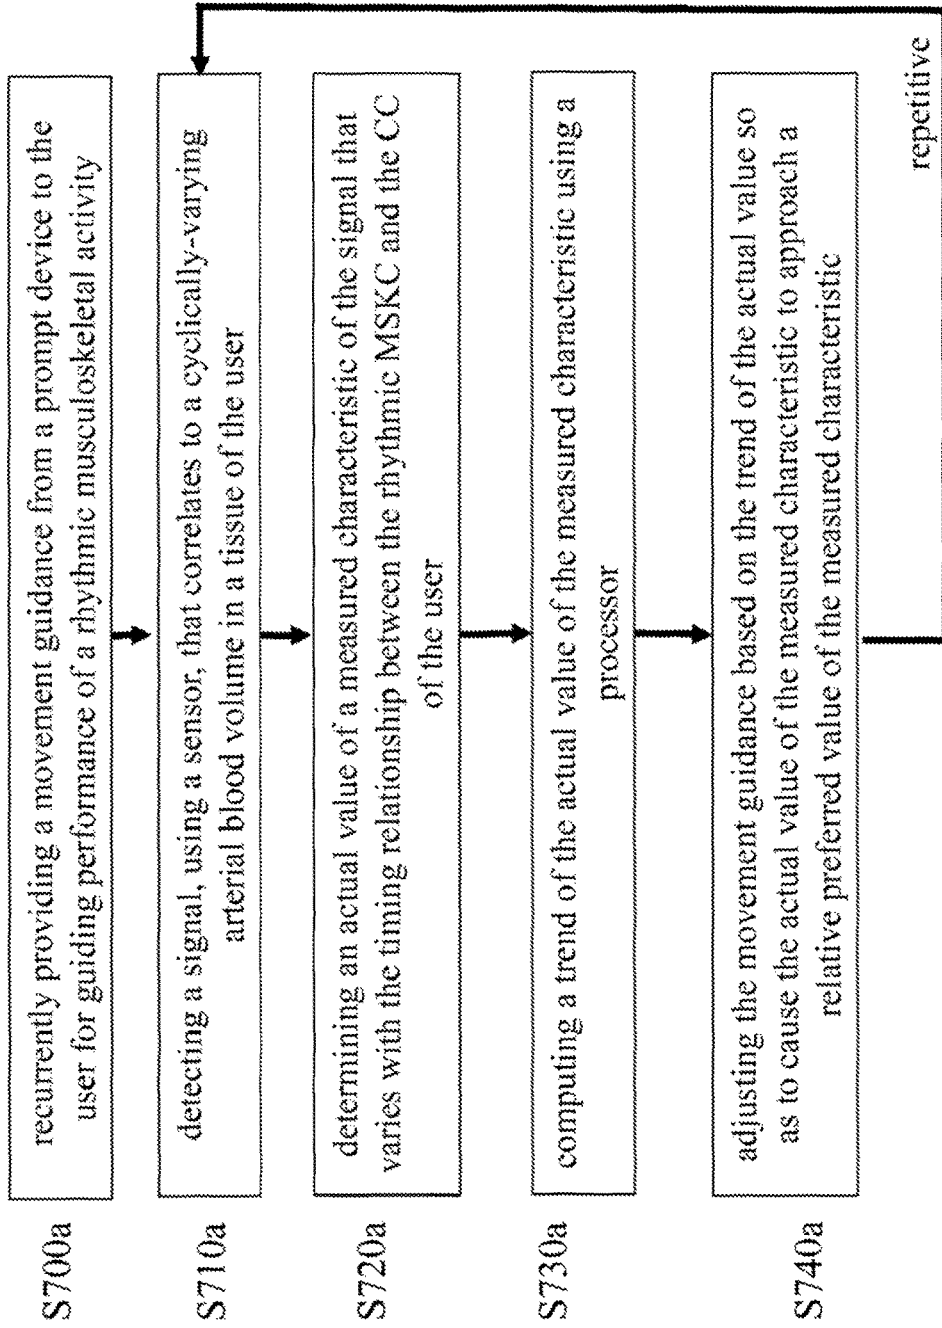 S700a
recurrently providing a movement guidance from a prompt device to the
user for guiding performance of a rhythmic musculoskeletal activity
S710a
detecting a signal, using a sensor, that correlates to a cyclically-varying
arterial blood volume in a tissue of the user
S720a
determining an actual value of a measured characteristic of the signal that
varies with the timing relationship between the rhythmic MSKC and the CC
of the user
S730a
computing a trend of the actual value of the measured characteristic using a
processor
S740a
adjusting the movement guidance based on the trend of the actual value so
as to cause the actual value of the measured characteristic to approach a
relative preferred value of the measured characteristic
repetitive